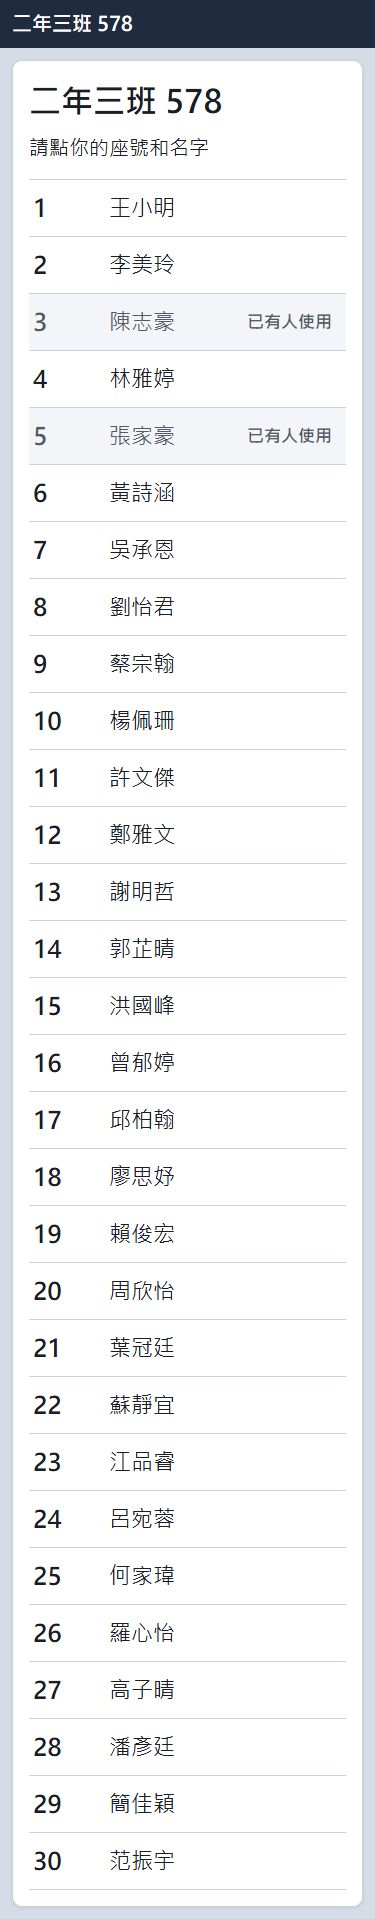 二年三班 578
二年三班 578
請點你的座號和名字
1 王小明
2 李美玲
3 陳志豪 已有人使用
4 林雅婷
5 張家豪 已有人使用
6 黃詩涵
7 吳承恩
8 劉怡君
9 蔡宗翰
10 楊佩珊
11 許文傑
12 鄭雅文
13 謝明哲
14 郭芷晴
15 洪國峰
16 曾郁婷
17 邱柏翰
18 廖思妤
19 賴俊宏
20 周欣怡
21 葉冠廷
22 蘇靜宜
23 江品睿
24 呂宛蓉
25 何家瑋
26 羅心怡
27 高子晴
28 潘彥廷
29 簡佳穎
30 范振宇